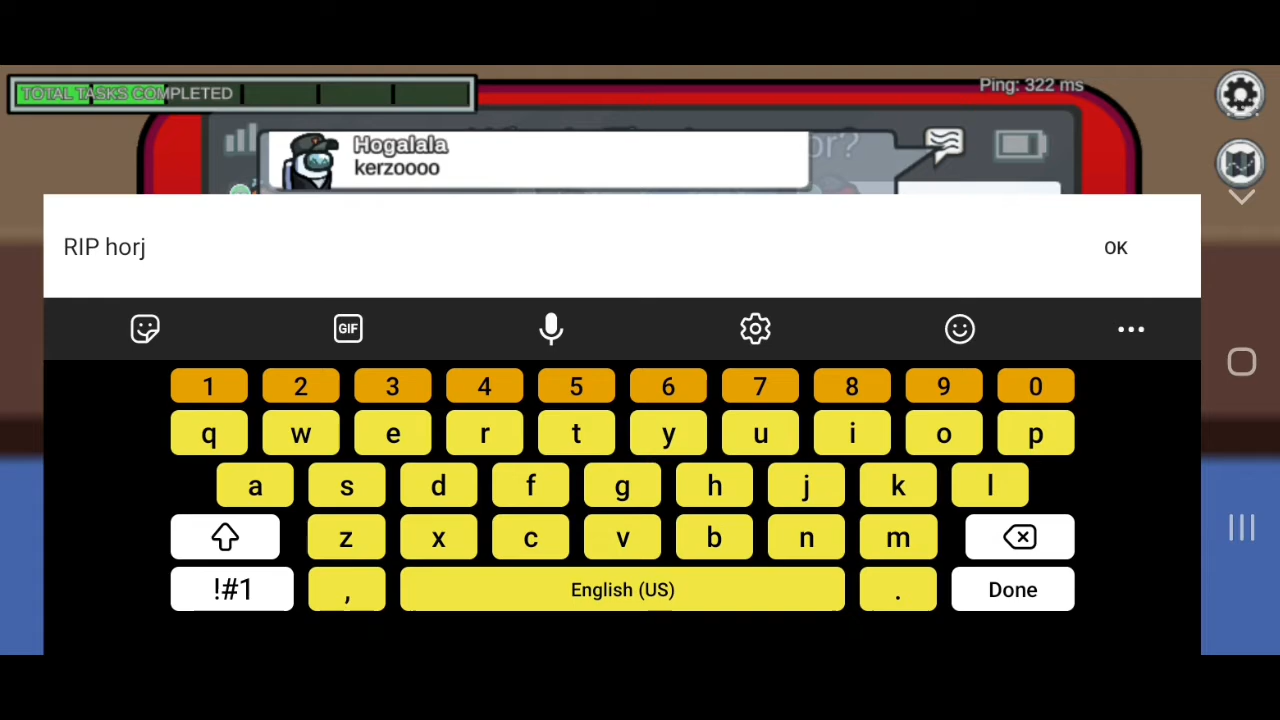 TOTAL TASKS COMPLETED
Ping: 322 ms
Hogalala
kerzoooo
or?
RIP horj
OK
GIF
1 2 3 4 5 6 7 8 9 0
q w e r t y u i o p
a s d f g h j k l
z x c v b n m
!#1 , English (US) . Done